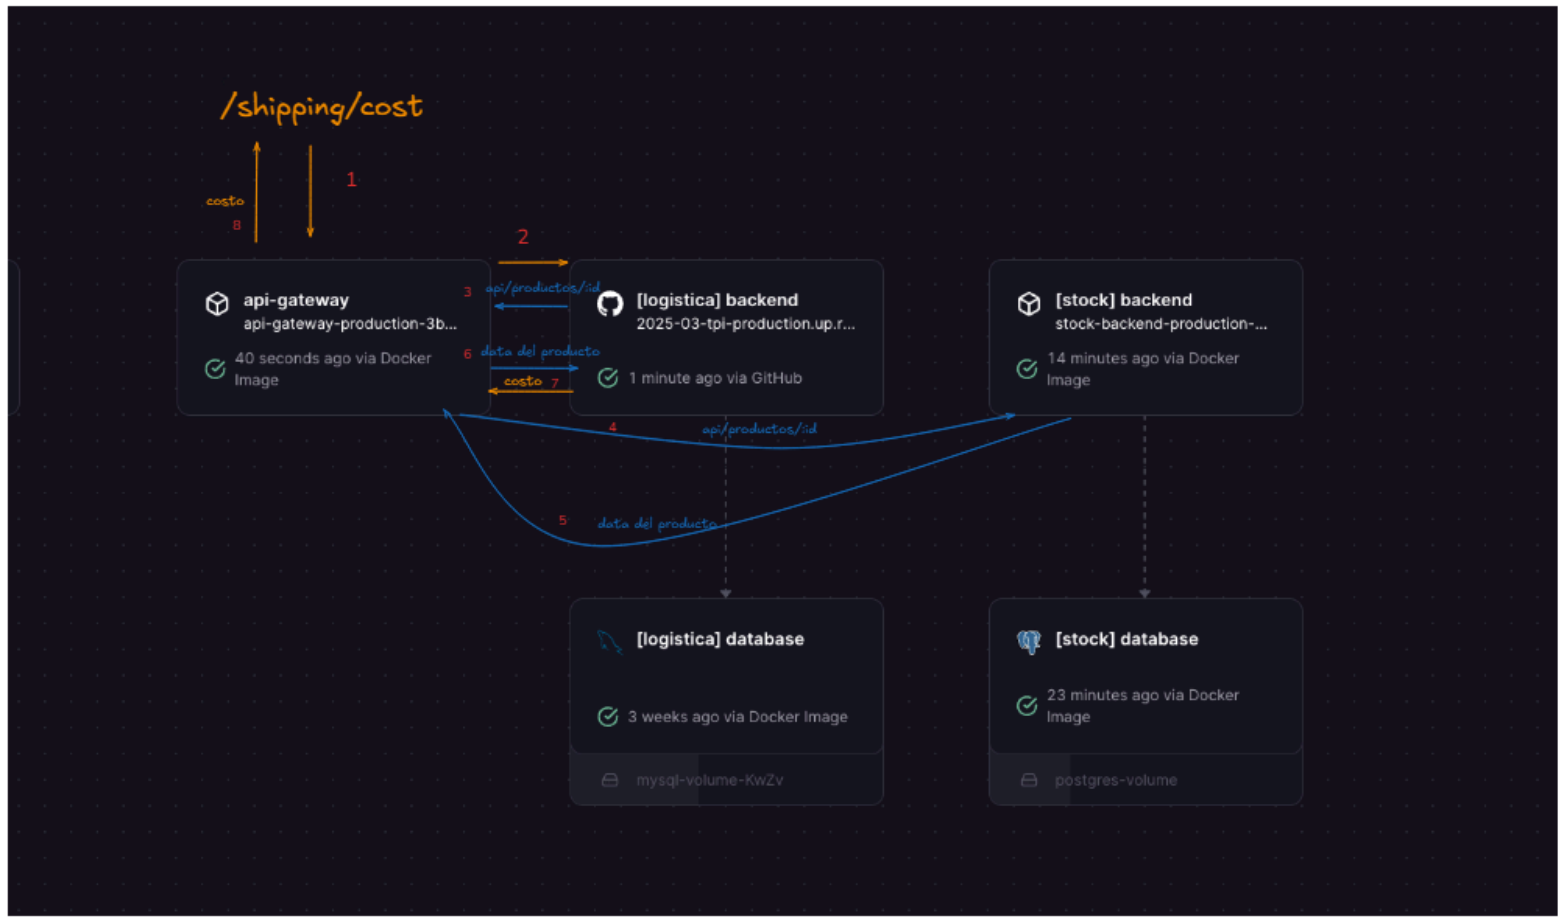 /shipping/cost
1
costo
8
2
api-gateway
api-gateway-production-3b...
40 seconds ago via Docker
Image
3 api/productos/:id
6 data del producto
costo 7
[logistica] backend
2025-03-tpi-production.up.r...
1 minute ago via GitHub
[stock] backend
stock-backend-production-...
14 minutes ago via Docker
Image
4 api/productos/:id
5 data del producto
[logistica] database
3 weeks ago via Docker Image
mysql-volume-KwZv
[stock] database
23 minutes ago via Docker
Image
postgres-volume